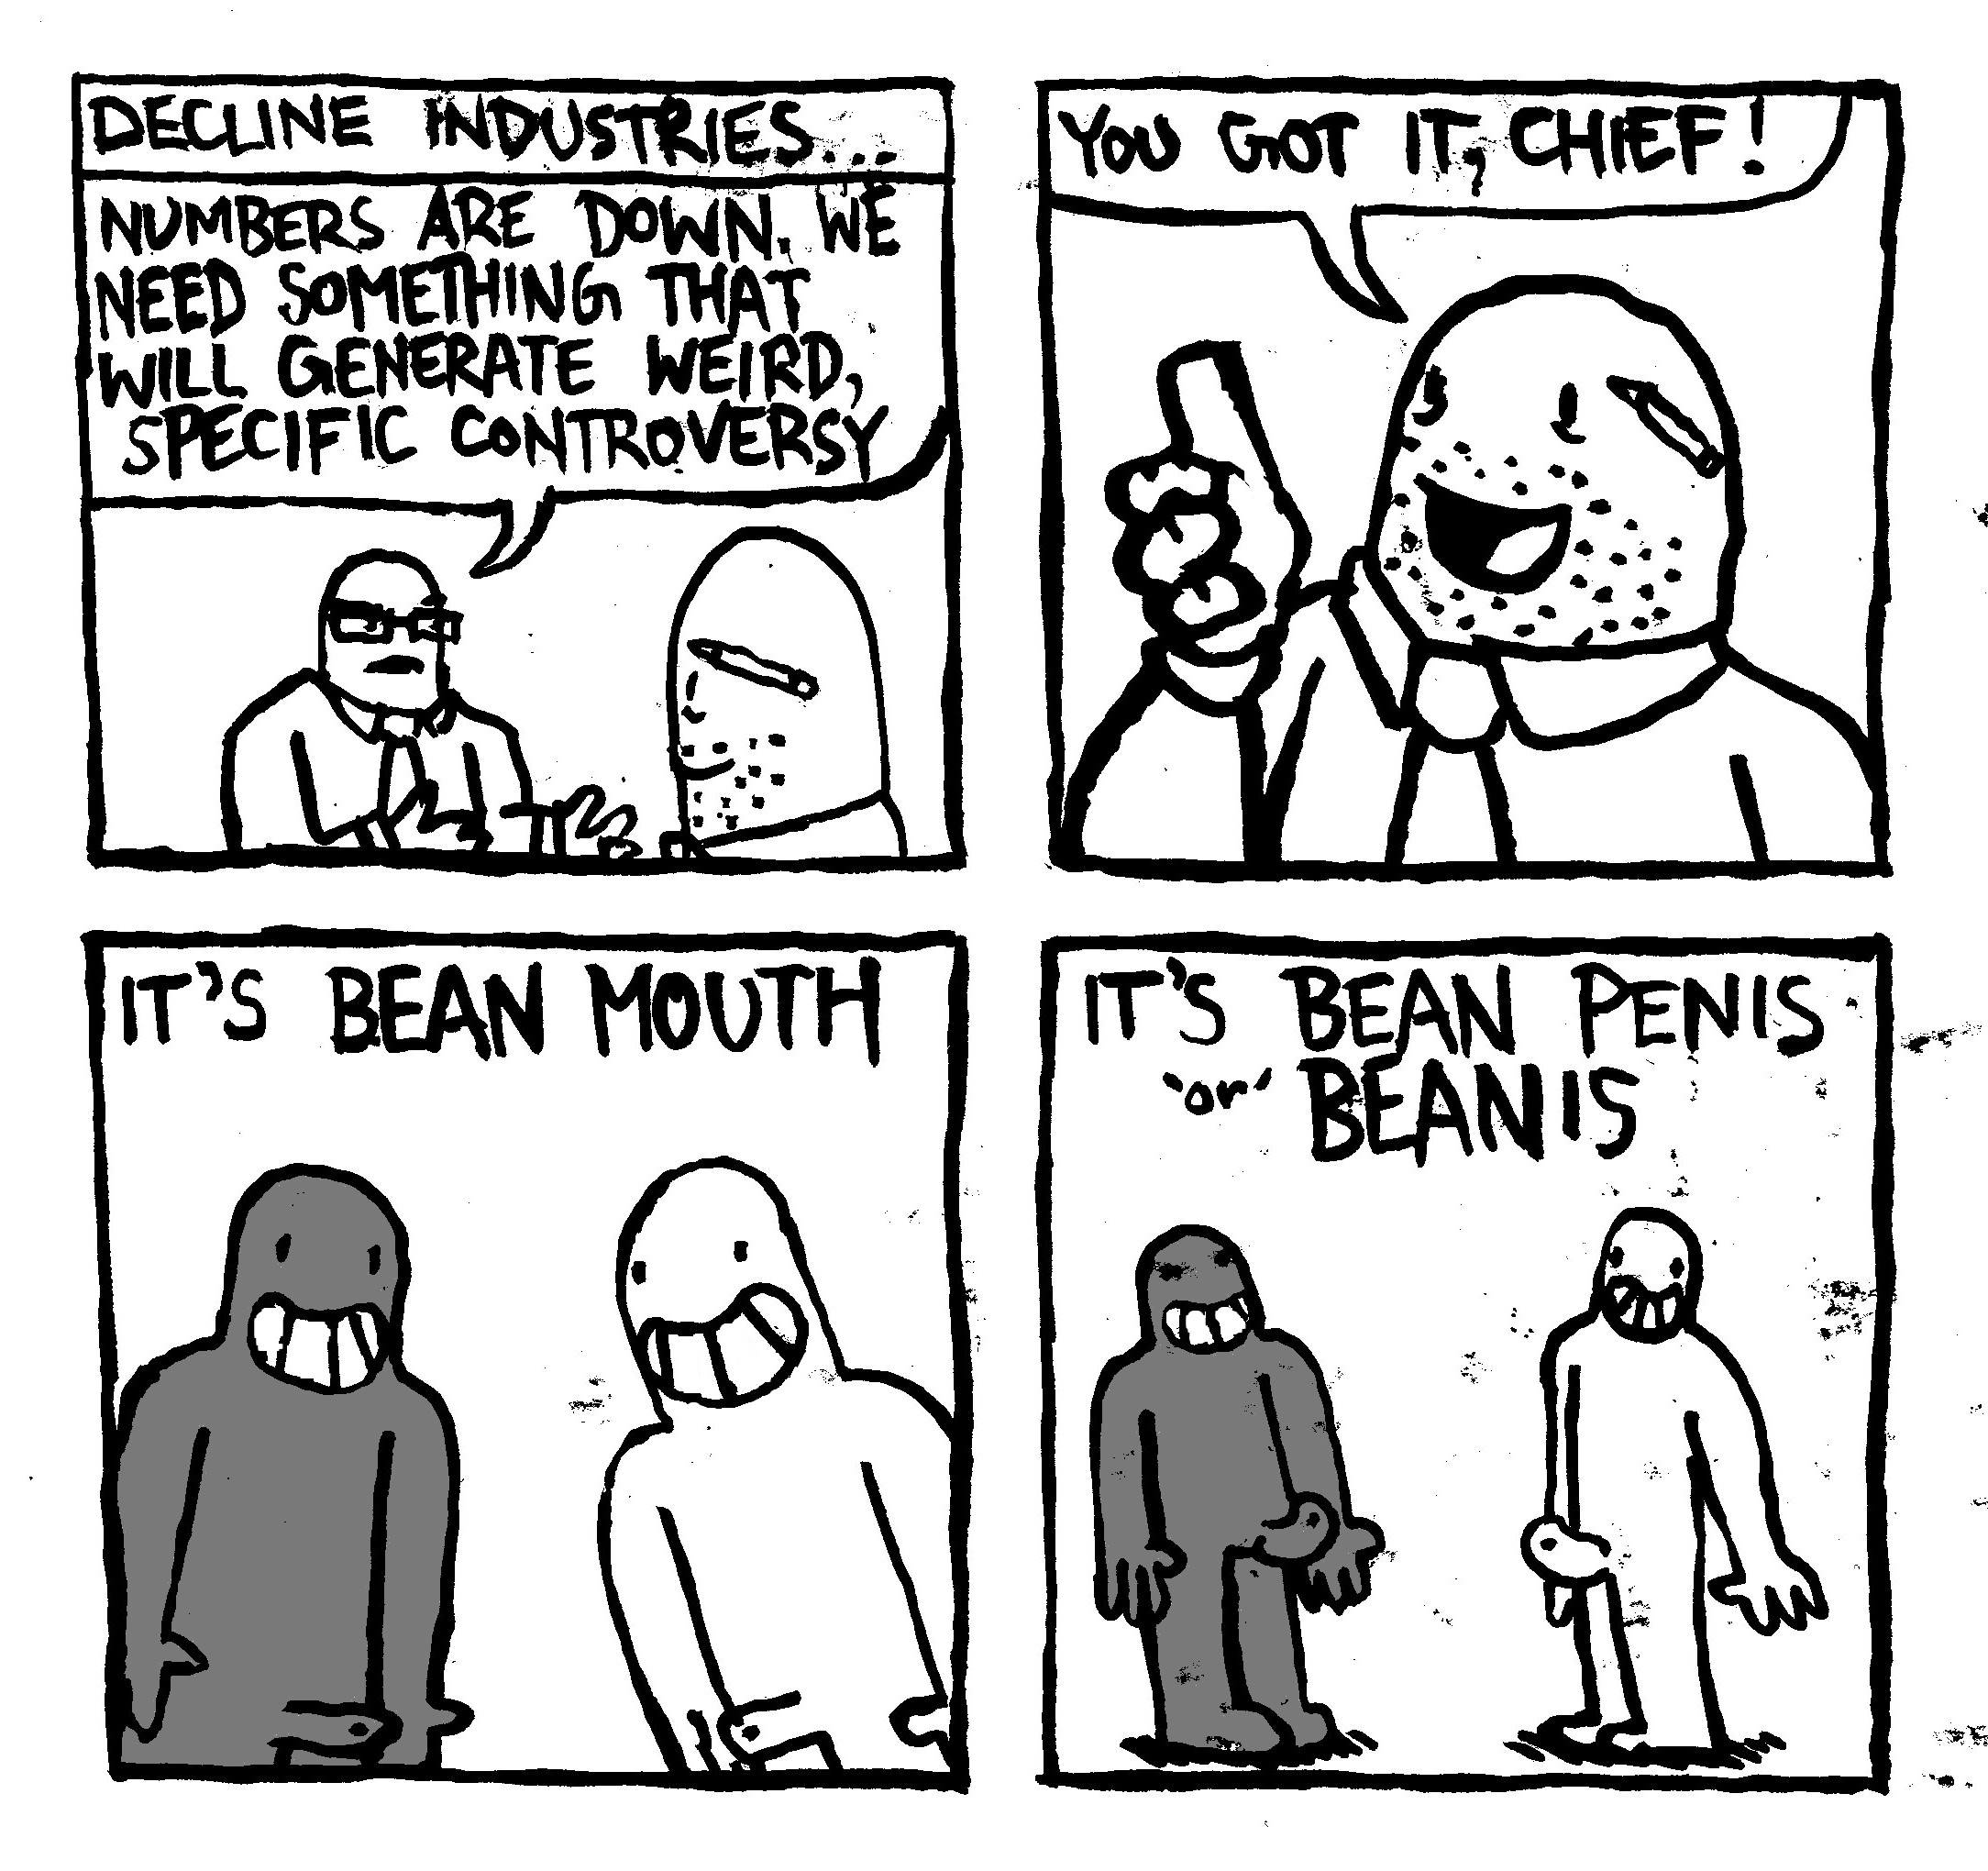 DECLINE INDUSTRIES...
NUMBERS ARE DOWN. WE
NEED SOMETHING THAT
WILL GENERATE WEIRD,
SPECIFIC CONTROVERSY
YOU GOT IT, CHIEF!
IT'S BEAN MOUTH
IT'S BEAN PENIS
'or' BEANIS